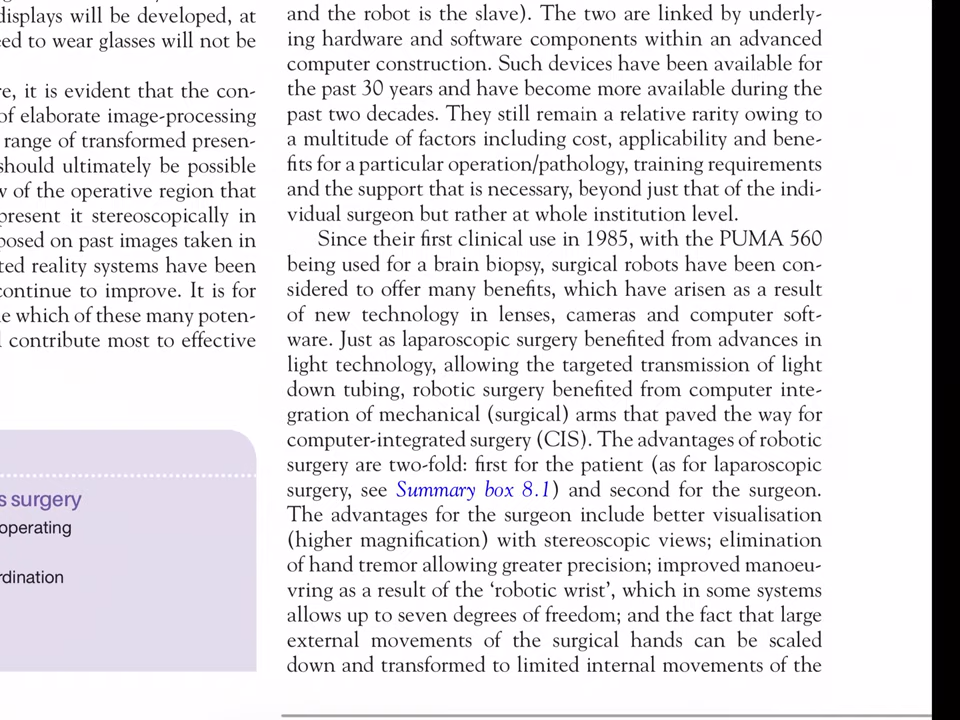 displays will be developed, at
eed to wear glasses will not be
re, it is evident that the con-
of elaborate image-processing
range of transformed presen-
should ultimately be possible
w of the operative region that
present it stereoscopically in
posed on past images taken in
ted reality systems have been
continue to improve. It is for
e which of these many poten-
l contribute most to effective
s surgery
operating
rdination
and the robot is the slave). The two are linked by underly-
ing hardware and software components within an advanced
computer construction. Such devices have been available for
the past 30 years and have become more available during the
past two decades. They still remain a relative rarity owing to
a multitude of factors including cost, applicability and bene-
fits for a particular operation/pathology, training requirements
and the support that is necessary, beyond just that of the indi-
vidual surgeon but rather at whole institution level.
Since their first clinical use in 1985, with the PUMA 560
being used for a brain biopsy, surgical robots have been con-
sidered to offer many benefits, which have arisen as a result
of new technology in lenses, cameras and computer soft-
ware. Just as laparoscopic surgery benefited from advances in
light technology, allowing the targeted transmission of light
down tubing, robotic surgery benefited from computer inte-
gration of mechanical (surgical) arms that paved the way for
computer-integrated surgery (CIS). The advantages of robotic
surgery are two-fold: first for the patient (as for laparoscopic
surgery, see Summary box 8.1) and second for the surgeon.
The advantages for the surgeon include better visualisation
(higher magnification) with stereoscopic views; elimination
of hand tremor allowing greater precision; improved manoeu-
vring as a result of the ‘robotic wrist’, which in some systems
allows up to seven degrees of freedom; and the fact that large
external movements of the surgical hands can be scaled
down and transformed to limited internal movements of the